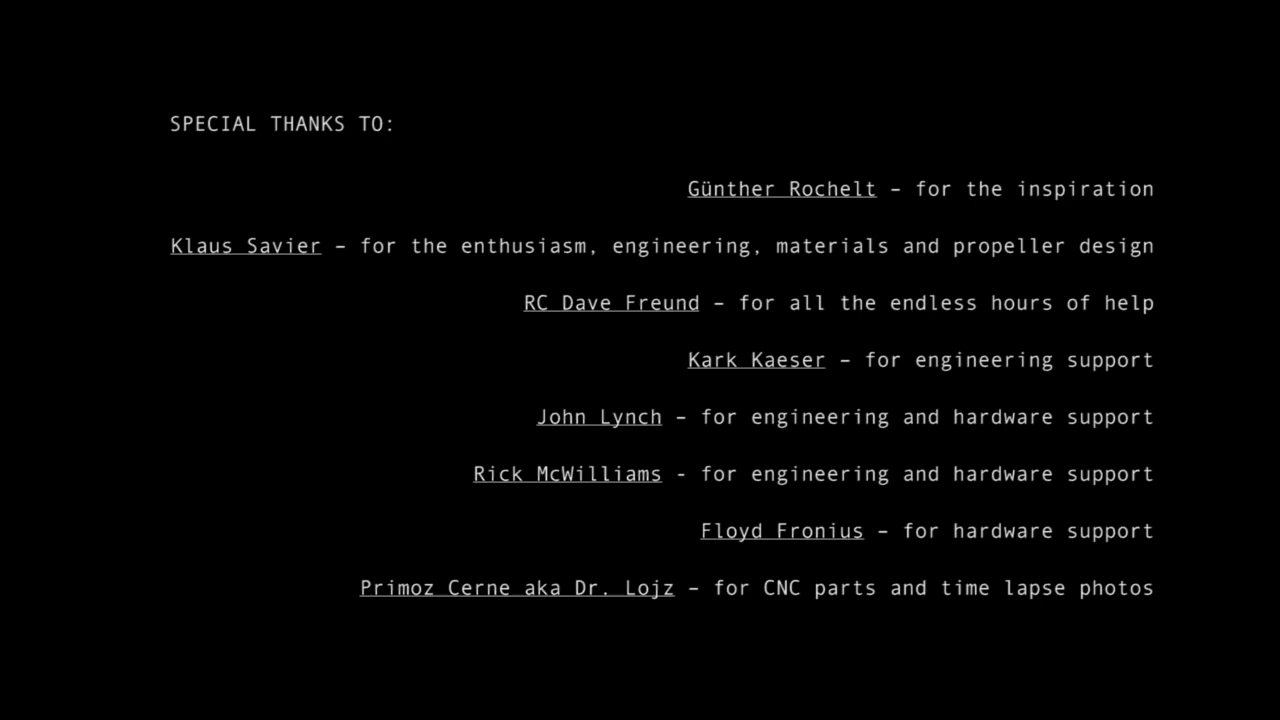 SPECIAL THANKS TO:
Günther Rochelt – for the inspiration
Klaus Savier – for the enthusiasm, engineering, materials and propeller design
RC Dave Freund – for all the endless hours of help
Kark Kaeser – for engineering support
John Lynch – for engineering and hardware support
Rick McWilliams - for engineering and hardware support
Floyd Fronius – for hardware support
Primoz Cerne aka Dr. Lojz – for CNC parts and time lapse photos